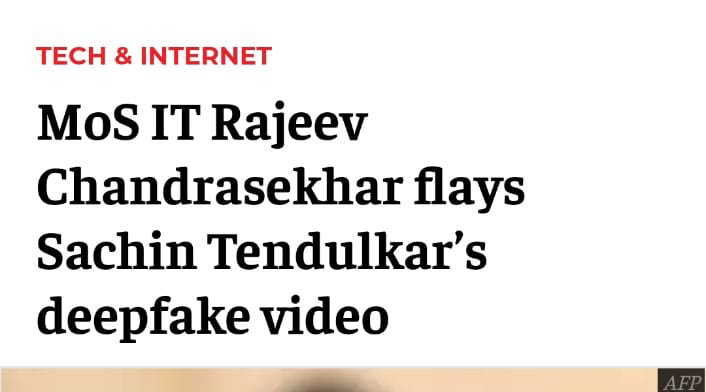 TECH & INTERNET
MoS IT Rajeev
Chandrasekhar flays
Sachin Tendulkar’s
deepfake video
AFP